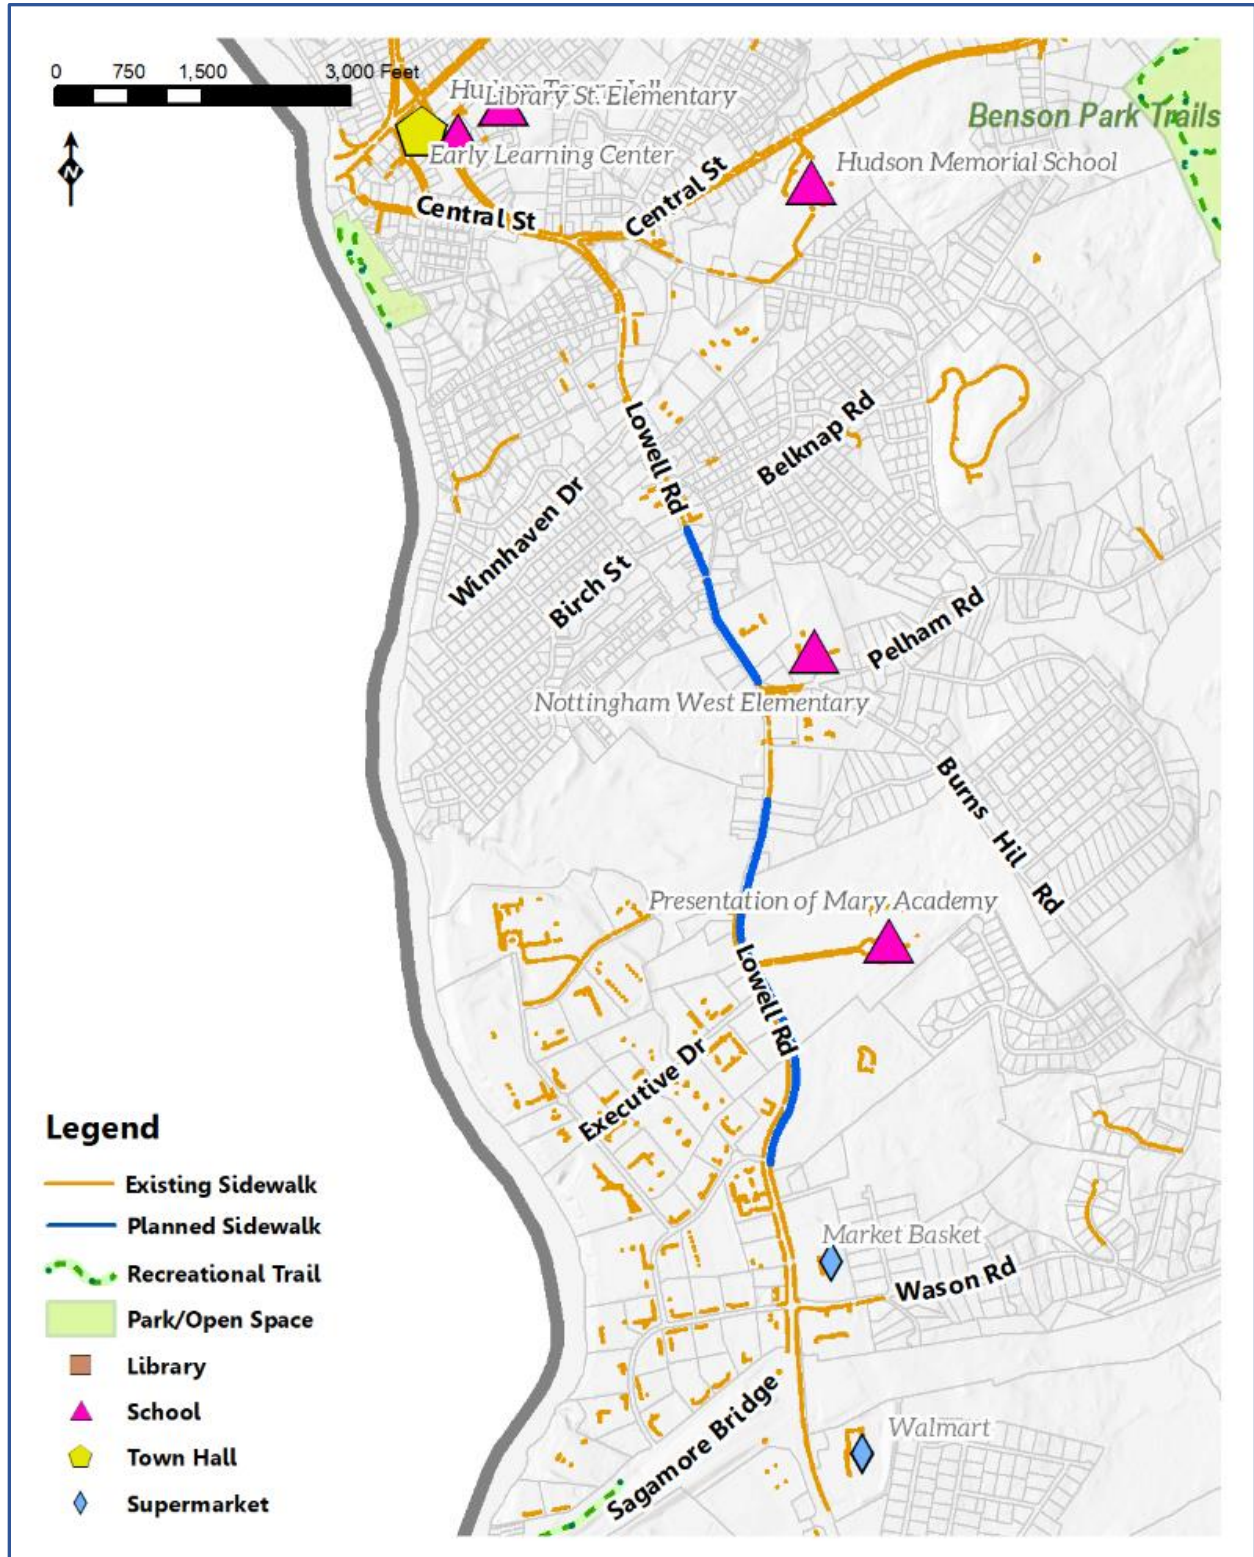 0 750 1,500 3,000 Feet
N
Hudson Town Hall
Library St. Elementary
Early Learning Center
Benson Park Trails
Hudson Memorial School
Central St
Central St
Lowell Rd
Belknap Rd
Winnhaven Dr
Birch St
Pelham Rd
Nottingham West Elementary
Burns Hil Rd
Presentation of Mary Academy
Lowell Rd
Executive Dr
Market Basket
Wason Rd
Sagamore Bridge
Walmart
Legend
Existing Sidewalk
Planned Sidewalk
Recreational Trail
Park/Open Space
Library
School
Town Hall
Supermarket